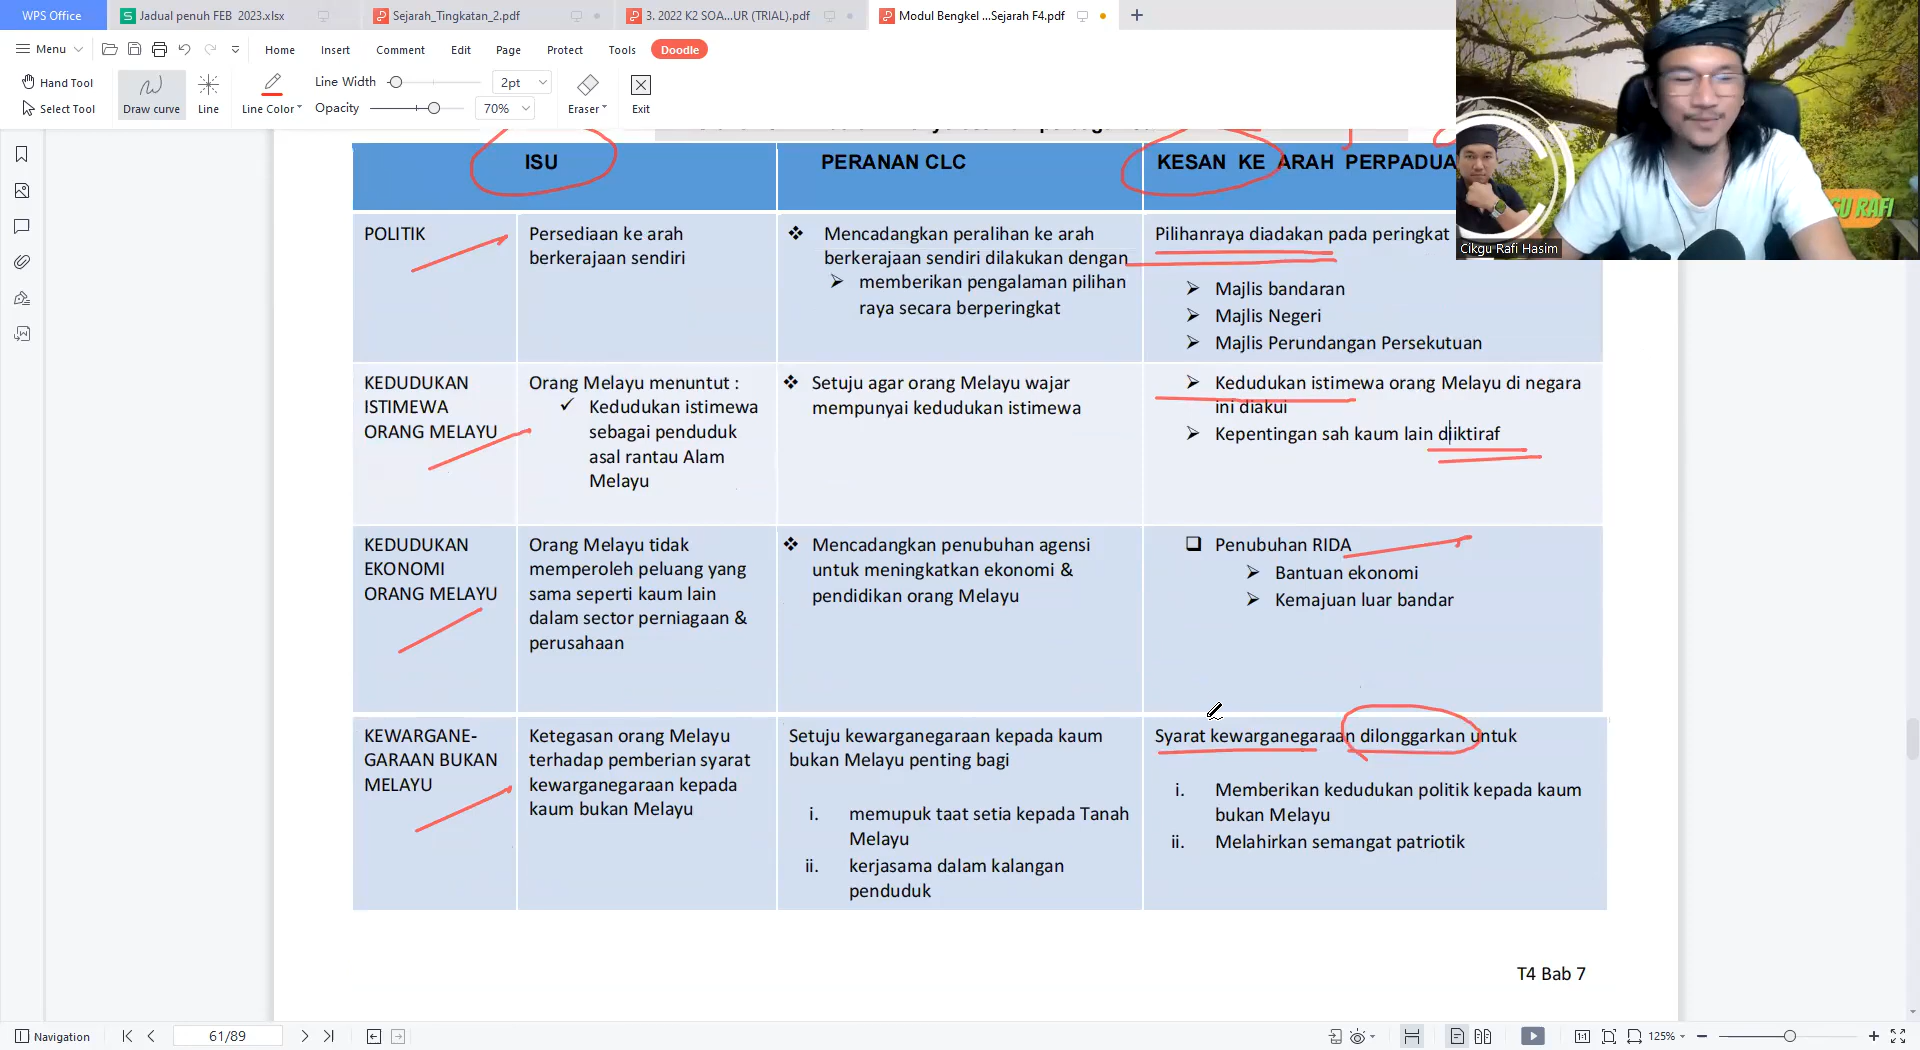 WPS Office
Jadual penuh FEB 2023.xlsx
Sejarah_Tingkatan_2.pdf
3. 2022 K2 SOA...UR (TRIAL).pdf
Modul Bengkel ...Sejarah F4.pdf
Menu
Home
Insert
Comment
Edit
Page
Protect
Tools
Doodle
Hand Tool
Select Tool
Draw curve
Line
Line Color
Line Width
2pt
Opacity
70%
Eraser
Exit
ISU
PERANAN CLC
KESAN KE ARAH PERPADUA
POLITIK
Persediaan ke arah
berkerajaan sendiri
Mencadangkan peralihan ke arah
berkerajaan sendiri dilakukan dengan
memberikan pengalaman pilihan
raya secara berperingkat
Pilihanraya diadakan pada peringkat
Majlis bandaran
Majlis Negeri
Majlis Perundangan Persekutuan
KEDUDUKAN
ISTIMEWA
ORANG MELAYU
Orang Melayu menuntut :
Kedudukan istimewa
sebagai penduduk
asal rantau Alam
Melayu
Setuju agar orang Melayu wajar
mempunyai kedudukan istimewa
Kedudukan istimewa orang Melayu di negara
ini diakui
Kepentingan sah kaum lain diiktiraf
KEDUDUKAN
EKONOMI
ORANG MELAYU
Orang Melayu tidak
memperoleh peluang yang
sama seperti kaum lain
dalam sector perniagaan &
perusahaan
Mencadangkan penubuhan agensi
untuk meningkatkan ekonomi &
pendidikan orang Melayu
Penubuhan RIDA
Bantuan ekonomi
Kemajuan luar bandar
KEWARGANE-
GARAAN BUKAN
MELAYU
Ketegasan orang Melayu
terhadap pemberian syarat
kewarganegaraan kepada
kaum bukan Melayu
Setuju kewarganegaraan kepada kaum
bukan Melayu penting bagi
i. memupuk taat setia kepada Tanah
Melayu
ii. kerjasama dalam kalangan
penduduk
Syarat kewarganegaraan dilonggarkan untuk
i. Memberikan kedudukan politik kepada kaum
bukan Melayu
ii. Melahirkan semangat patriotik
T4 Bab 7
GU RAFI
Cikgu Rafi Hasim
Navigation
61/89
1:1
125%